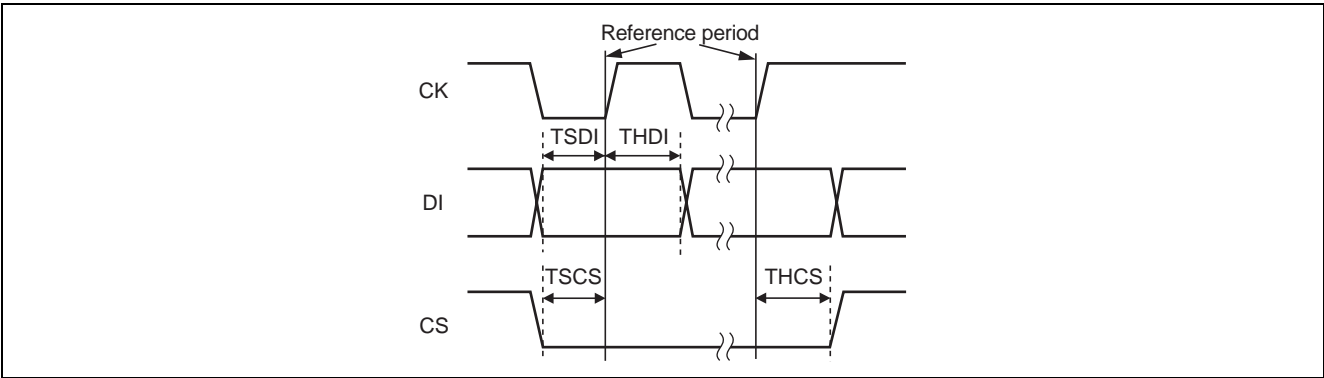 Reference period
CK
TSDI THDI
DI
TSCS THCS
CS